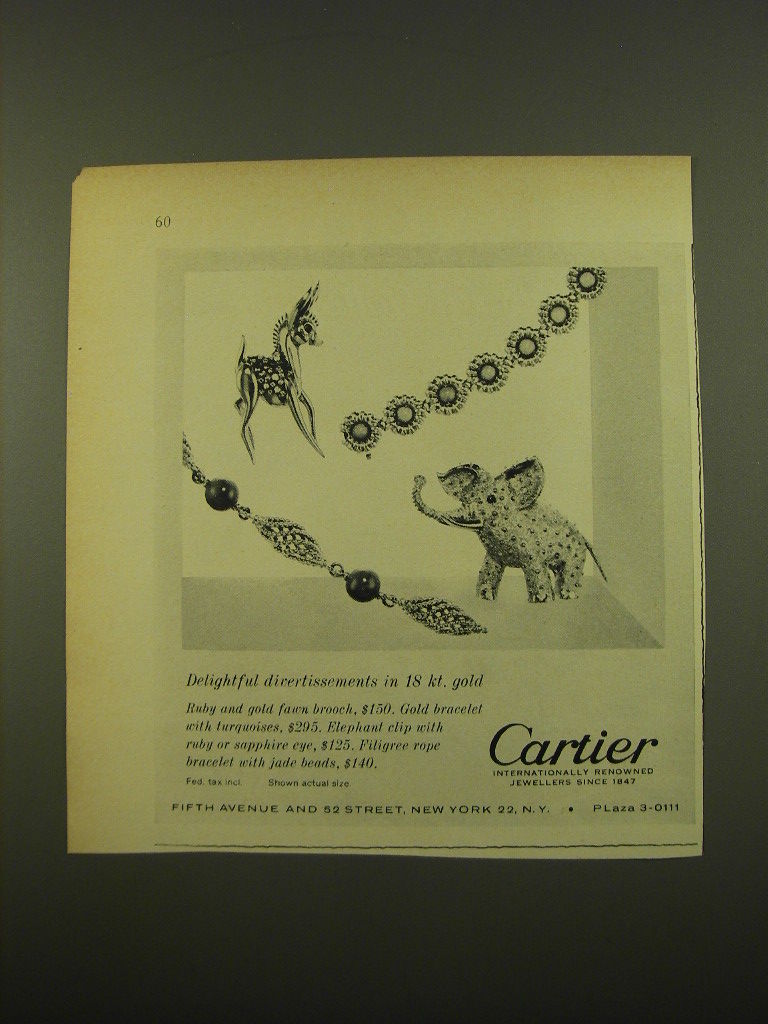 60
Delightful divertissements in 18 kt. gold
Ruby and gold fawn brooch, $150. Gold bracelet
with turquoises, $295. Elephant clip with
ruby or sapphire eye, $125. Filigree rope
bracelet with jade beads, $140.
Fed. tax incl. Shown actual size.
Cartier
INTERNATIONALLY RENOWNED
JEWELLERS SINCE 1847
FIFTH AVENUE AND 52 STREET, NEW YORK 22, N.Y. • PLaza 3-0111